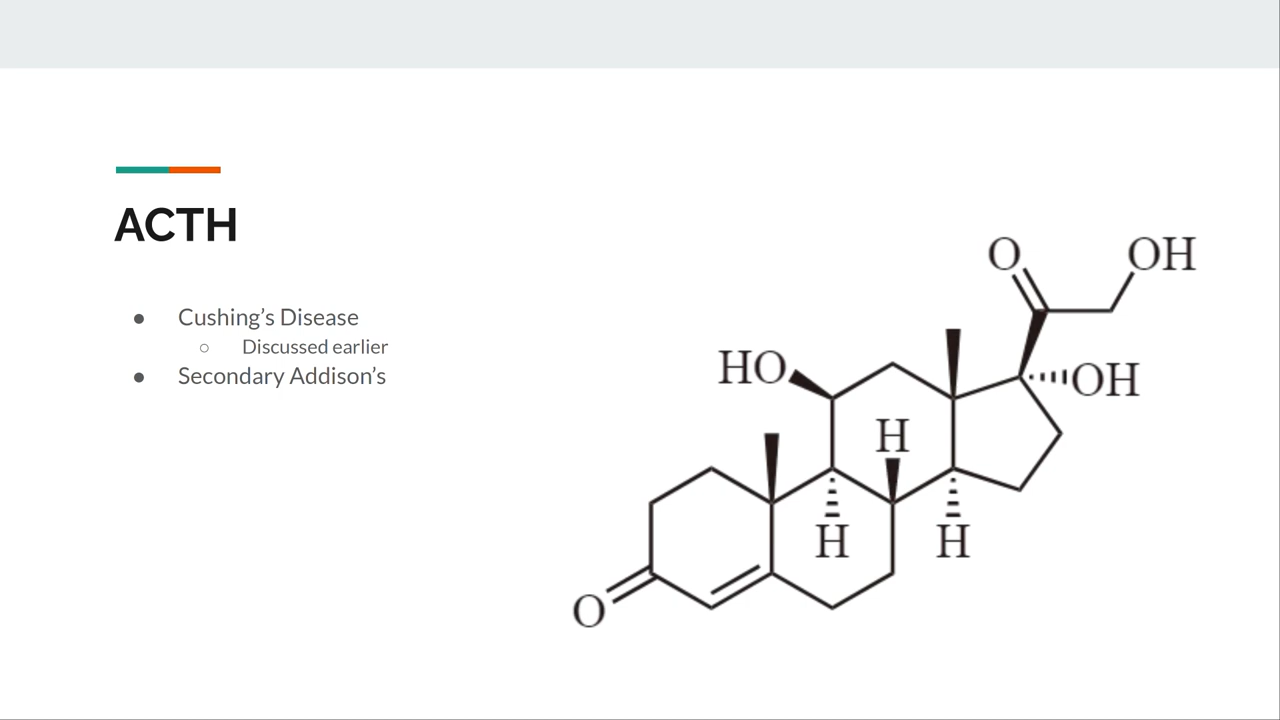 ACTH
● Cushing’s Disease
○ Discussed earlier
● Secondary Addison’s
O
OH
HO
OH
H
H
H
O